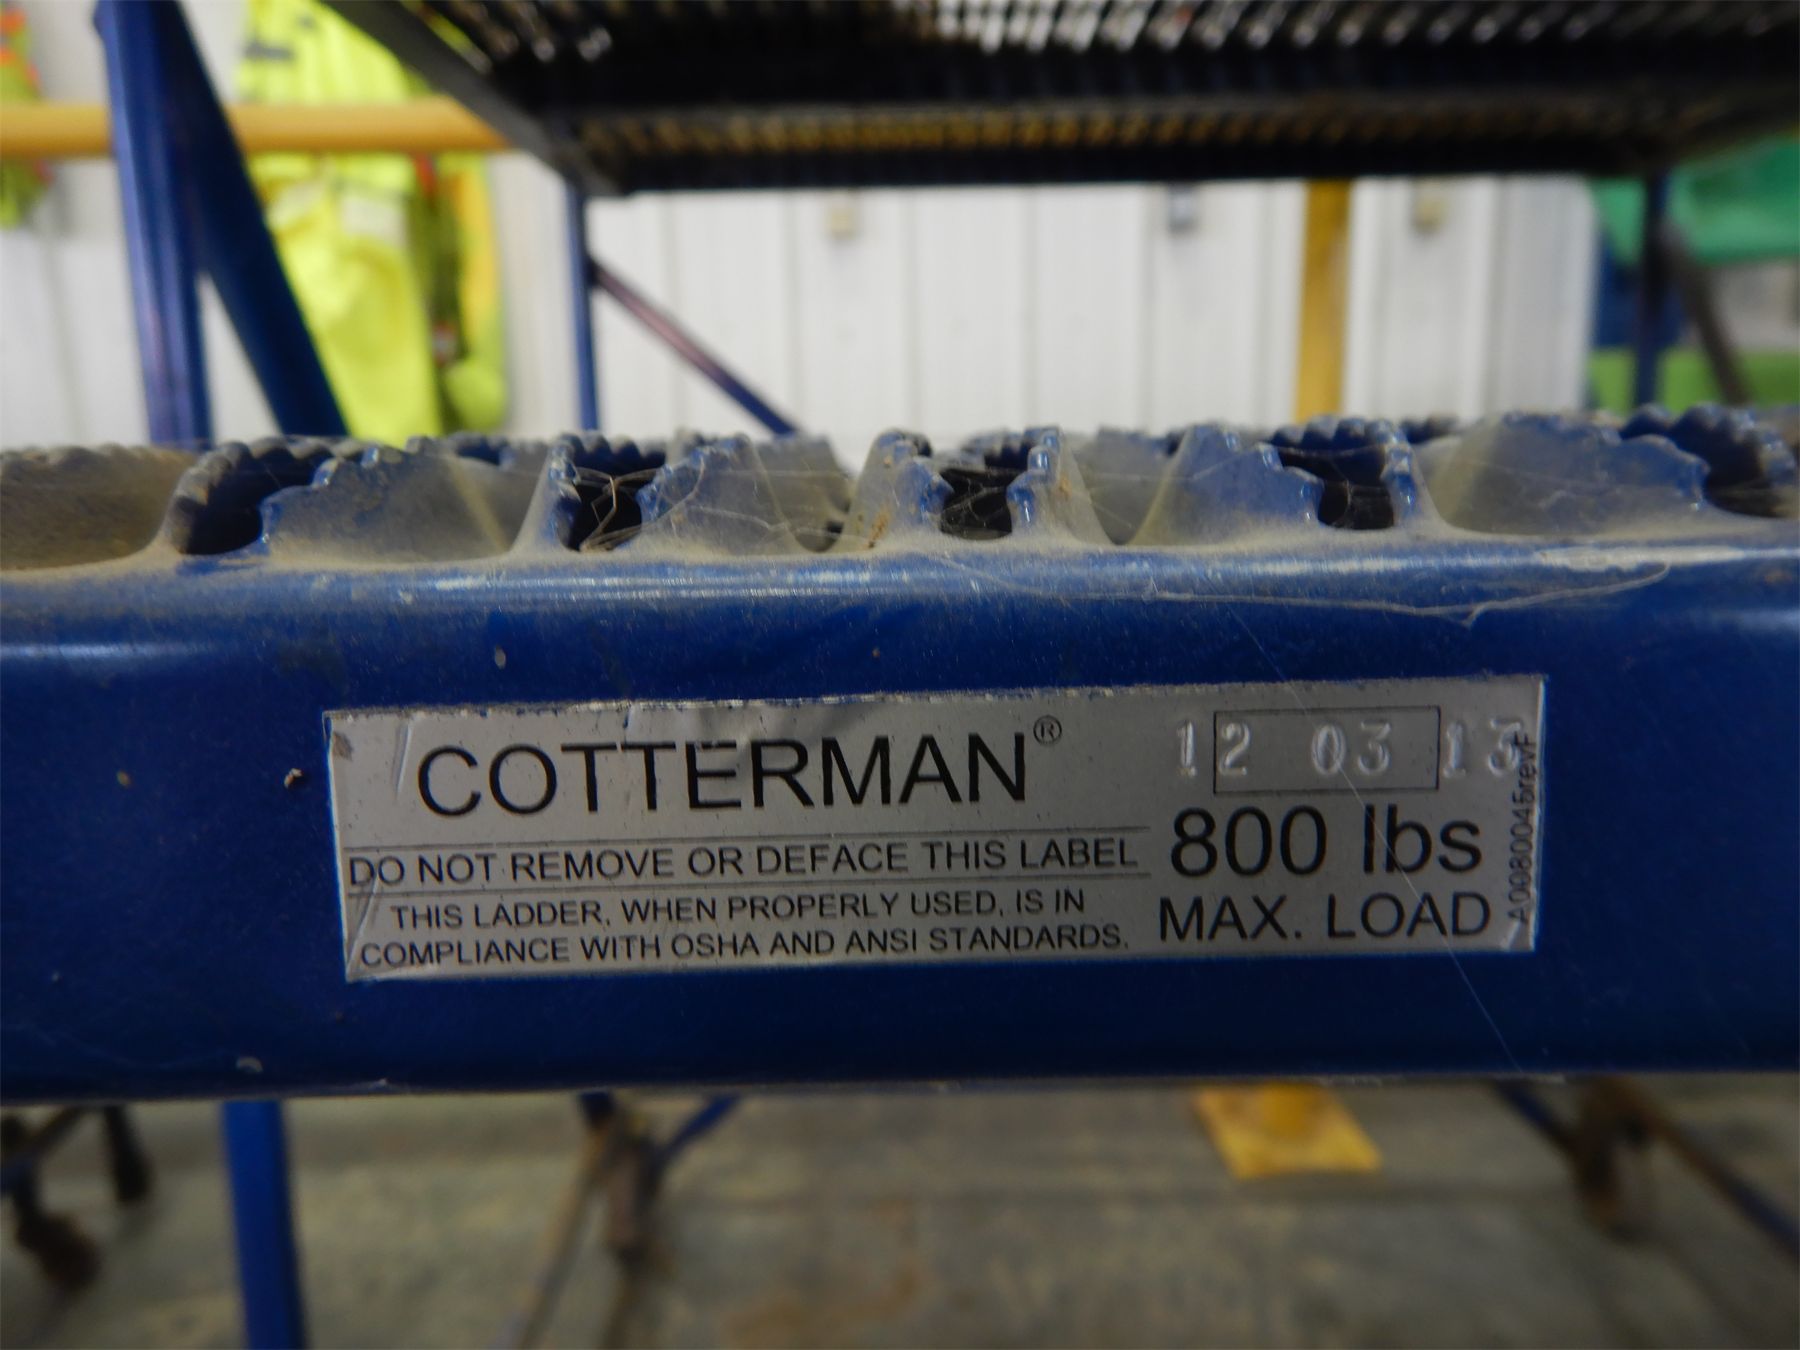 COTTERMAN®
DO NOT REMOVE OR DEFACE THIS LABEL
THIS LADDER, WHEN PROPERLY USED, IS IN
COMPLIANCE WITH OSHA AND ANSI STANDARDS.
12 03 13
800 lbs
MAX. LOAD
A0080045revF